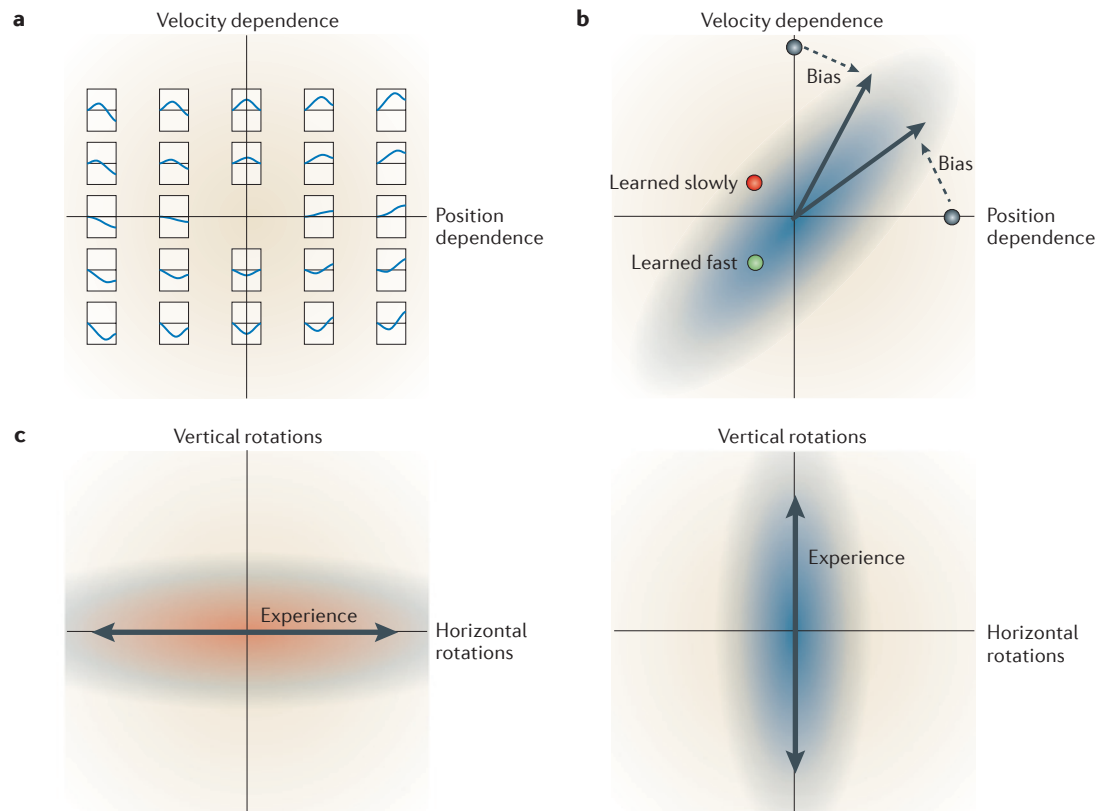 a
Velocity dependence
Position
dependence
b
Velocity dependence
Bias
Bias
Learned slowly
Position
dependence
Learned fast
c
Vertical rotations
Experience
Horizontal
rotations
Vertical rotations
Experience
Horizontal
rotations